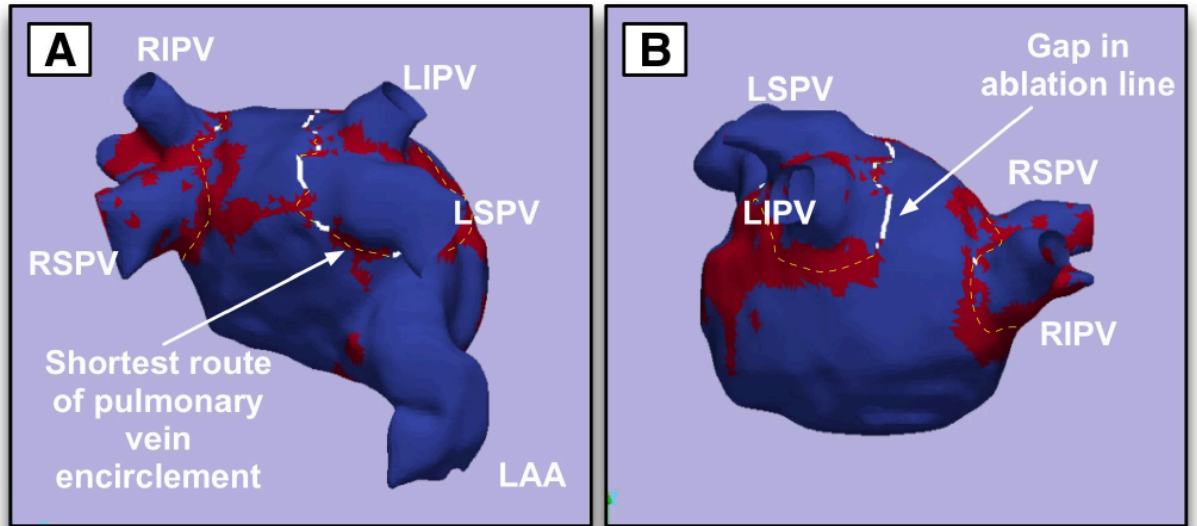 A
RIPV
LIPV
LSPV
RSPV
Shortest route
of pulmonary
vein
encirclement
LAA
B
Gap in
ablation line
LSPV
RSPV
LIPV
RIPV